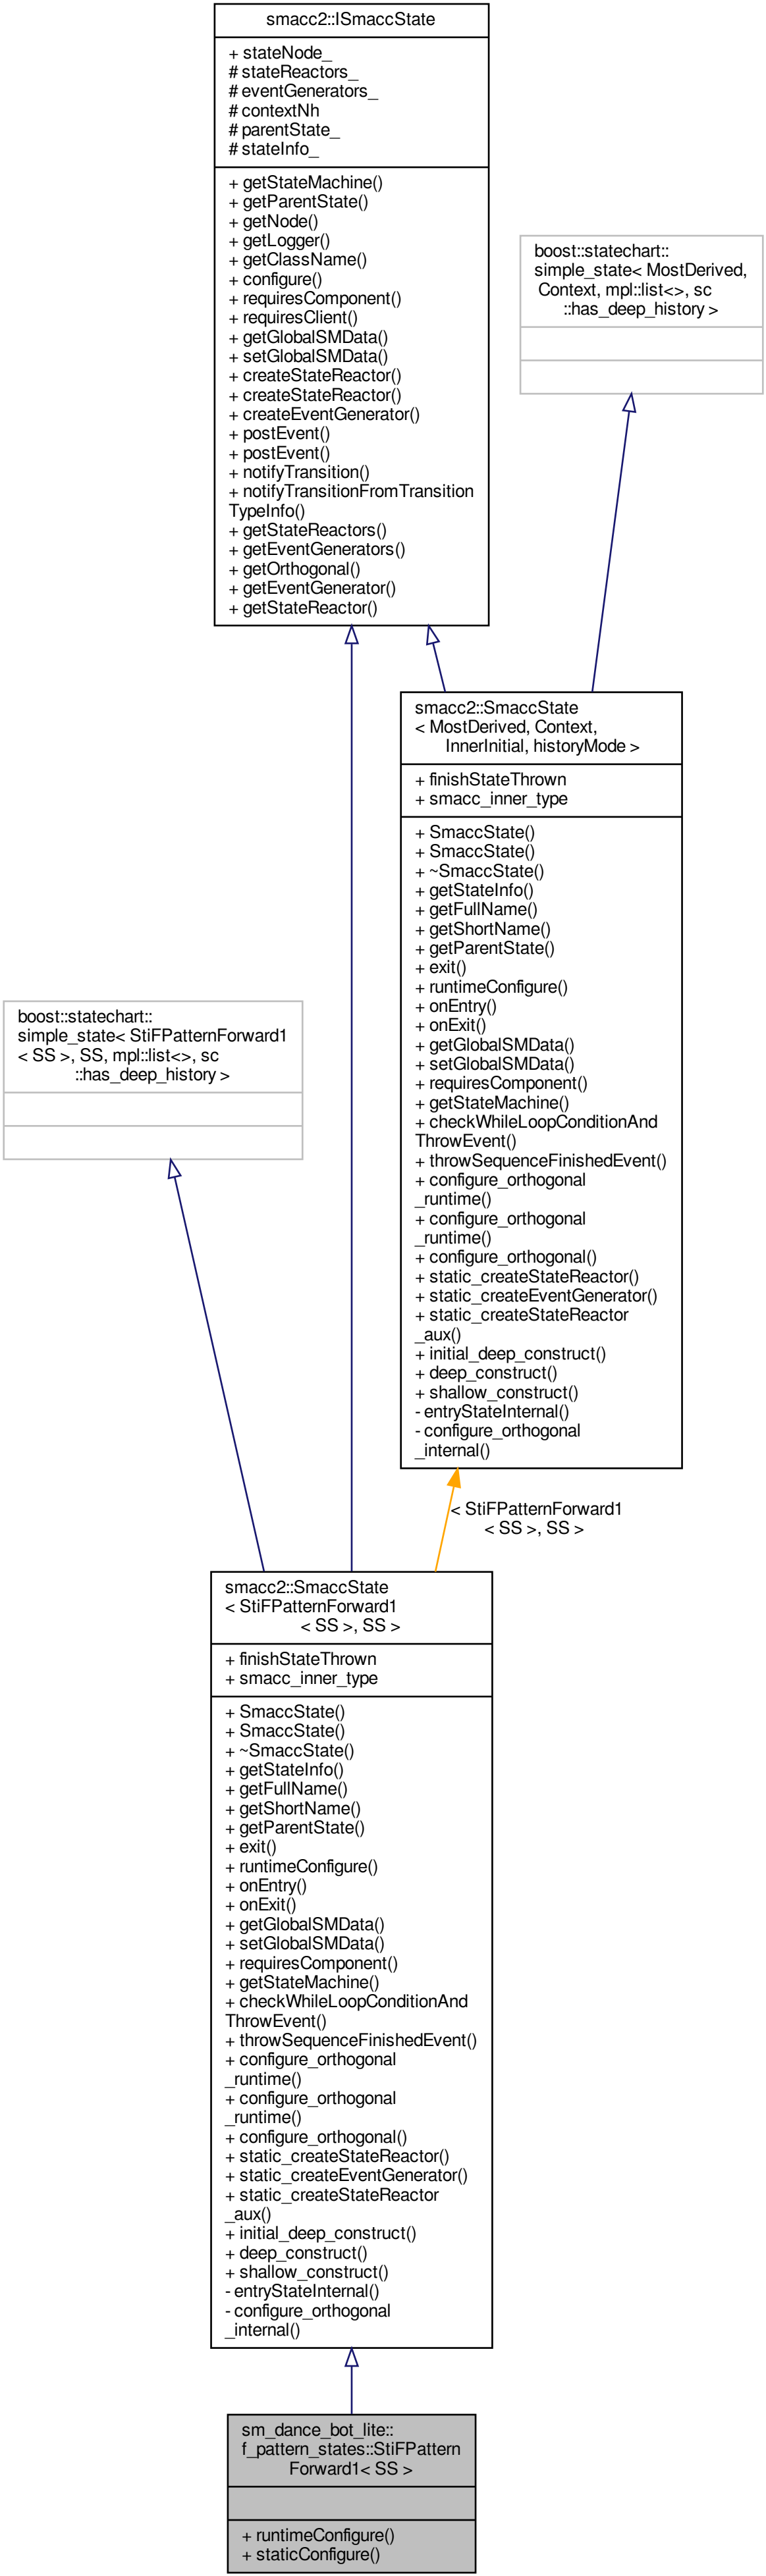 smacc2::ISmaccState
+ stateNode_
# stateReactors_
# eventGenerators_
# contextNh
# parentState_
# stateInfo_
+ getStateMachine()
+ getParentState()
+ getNode()
+ getLogger()
+ getClassName()
+ configure()
+ requiresComponent()
+ requiresClient()
+ getGlobalSMData()
+ setGlobalSMData()
+ createStateReactor()
+ createStateReactor()
+ createEventGenerator()
+ postEvent()
+ postEvent()
+ notifyTransition()
+ notifyTransitionFromTransition
TypeInfo()
+ getStateReactors()
+ getEventGenerators()
+ getOrthogonal()
+ getEventGenerator()
+ getStateReactor()
boost::statechart::
simple_state< MostDerived,
Context, mpl::list<>, sc
::has_deep_history >
smacc2::SmaccState
< MostDerived, Context,
InnerInitial, historyMode >
+ finishStateThrown
+ smacc_inner_type
+ SmaccState()
+ SmaccState()
+ ~SmaccState()
+ getStateInfo()
+ getFullName()
+ getShortName()
+ getParentState()
+ exit()
+ runtimeConfigure()
+ onEntry()
+ onExit()
+ getGlobalSMData()
+ setGlobalSMData()
+ requiresComponent()
+ getStateMachine()
+ checkWhileLoopConditionAnd
ThrowEvent()
+ throwSequenceFinishedEvent()
+ configure_orthogonal
_runtime()
+ configure_orthogonal
_runtime()
+ configure_orthogonal()
+ static_createStateReactor()
+ static_createEventGenerator()
+ static_createStateReactor
_aux()
+ initial_deep_construct()
+ deep_construct()
+ shallow_construct()
- entryStateInternal()
- configure_orthogonal
_internal()
boost::statechart::
simple_state< StiFPatternForward1
< SS >, SS, mpl::list<>, sc
::has_deep_history >
< StiFPatternForward1
< SS >, SS >
smacc2::SmaccState
< StiFPatternForward1
< SS >, SS >
+ finishStateThrown
+ smacc_inner_type
+ SmaccState()
+ SmaccState()
+ ~SmaccState()
+ getStateInfo()
+ getFullName()
+ getShortName()
+ getParentState()
+ exit()
+ runtimeConfigure()
+ onEntry()
+ onExit()
+ getGlobalSMData()
+ setGlobalSMData()
+ requiresComponent()
+ getStateMachine()
+ checkWhileLoopConditionAnd
ThrowEvent()
+ throwSequenceFinishedEvent()
+ configure_orthogonal
_runtime()
+ configure_orthogonal
_runtime()
+ configure_orthogonal()
+ static_createStateReactor()
+ static_createEventGenerator()
+ static_createStateReactor
_aux()
+ initial_deep_construct()
+ deep_construct()
+ shallow_construct()
- entryStateInternal()
- configure_orthogonal
_internal()
sm_dance_bot_lite::
f_pattern_states::StiFPattern
Forward1< SS >
+ runtimeConfigure()
+ staticConfigure()